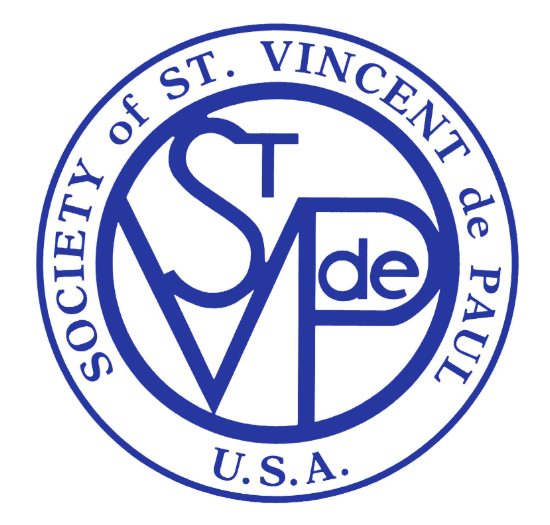 SOCIETY of ST. VINCENT de PAUL
ST
V de P
U.S.A.